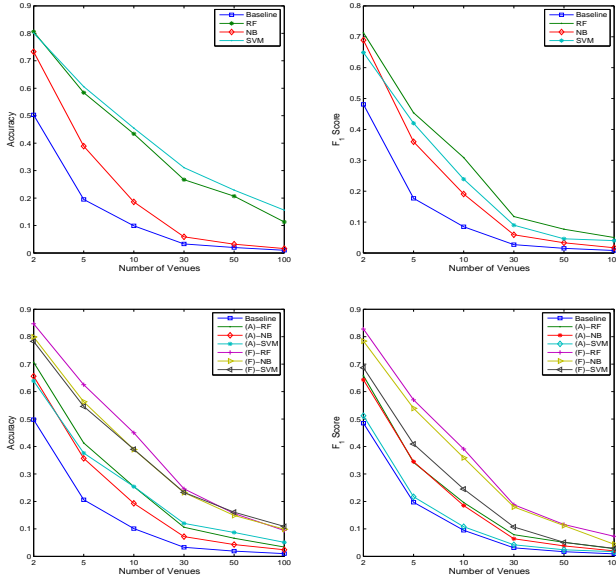 0.8
0.7
0.6
0.5
0.4
0.3
0.2
0.1
0
Accuracy
2 5 10 30 50 100
Number of Venues
Baseline
RF
NB
SVM
0.8
0.7
0.6
0.5
0.4
0.3
0.2
0.1
0
F1 Score
2 5 10 30 50
Number of Venues
Baseline
RF
NB
SVM
0.9
0.8
0.7
0.6
0.5
0.4
0.3
0.2
0.1
0
Accuracy
2 5 10 30 50 100
Number of Venues
Baseline
(A)−RF
(A)−NB
(A)−SVM
(F)−RF
(F)−NB
(F)−SVM
0.9
0.8
0.7
0.6
0.5
0.4
0.3
0.2
0.1
0
F1 Score
2 5 10 30 50
Number of Venues
Baseline
(A)−RF
(A)−NB
(A)−SVM
(F)−RF
(F)−NB
(F)−SVM